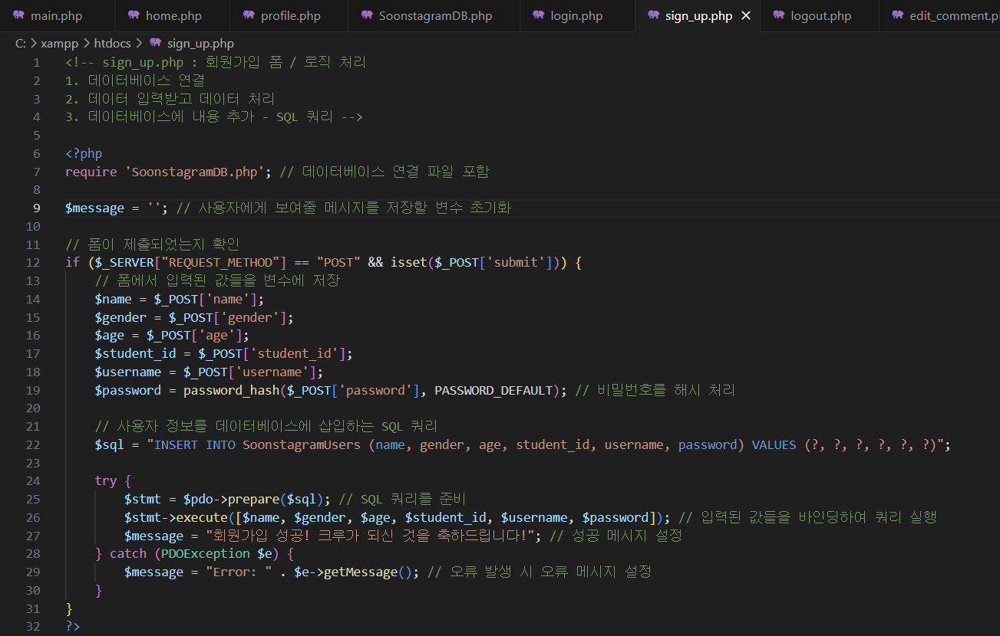 main.php home.php profile.php SoonstagramDB.php login.php sign_up.php × logout.php edit_comment.p
C: > xampp > htdocs > sign_up.php
1 <!-- sign_up.php : 회원가입 폼 / 로직 처리
2 1. 데이터베이스 연결
3 2. 데이터 입력받고 데이터 처리
4 3. 데이터베이스에 내용 추가 - SQL 쿼리 -->
5
6 <?php
7 require 'SoonstagramDB.php'; // 데이터베이스 연결 파일 포함
8
9 $message = ''; // 사용자에게 보여줄 메시지를 저장할 변수 초기화
10
11 // 폼이 제출되었는지 확인
12 if ($_SERVER["REQUEST_METHOD"] == "POST" && isset($_POST['submit'])) {
13     // 폼에서 입력된 값들을 변수에 저장
14     $name = $_POST['name'];
15     $gender = $_POST['gender'];
16     $age = $_POST['age'];
17     $student_id = $_POST['student_id'];
18     $username = $_POST['username'];
19     $password = password_hash($_POST['password'], PASSWORD_DEFAULT); // 비밀번호를 해시 처리
20
21     // 사용자 정보를 데이터베이스에 삽입하는 SQL 쿼리
22     $sql = "INSERT INTO SoonstagramUsers (name, gender, age, student_id, username, password) VALUES (?, ?, ?, ?, ?, ?)";
23
24     try {
25         $stmt = $pdo->prepare($sql); // SQL 쿼리를 준비
26         $stmt->execute([$name, $gender, $age, $student_id, $username, $password]); // 입력된 값들을 바인딩하여 쿼리 실행
27         $message = "회원가입 성공! 크루가 되신 것을 축하드립니다!"; // 성공 메시지 설정
28     } catch (PDOException $e) {
29         $message = "Error: " . $e->getMessage(); // 오류 발생 시 오류 메시지 설정
30     }
31 }
32 ?>